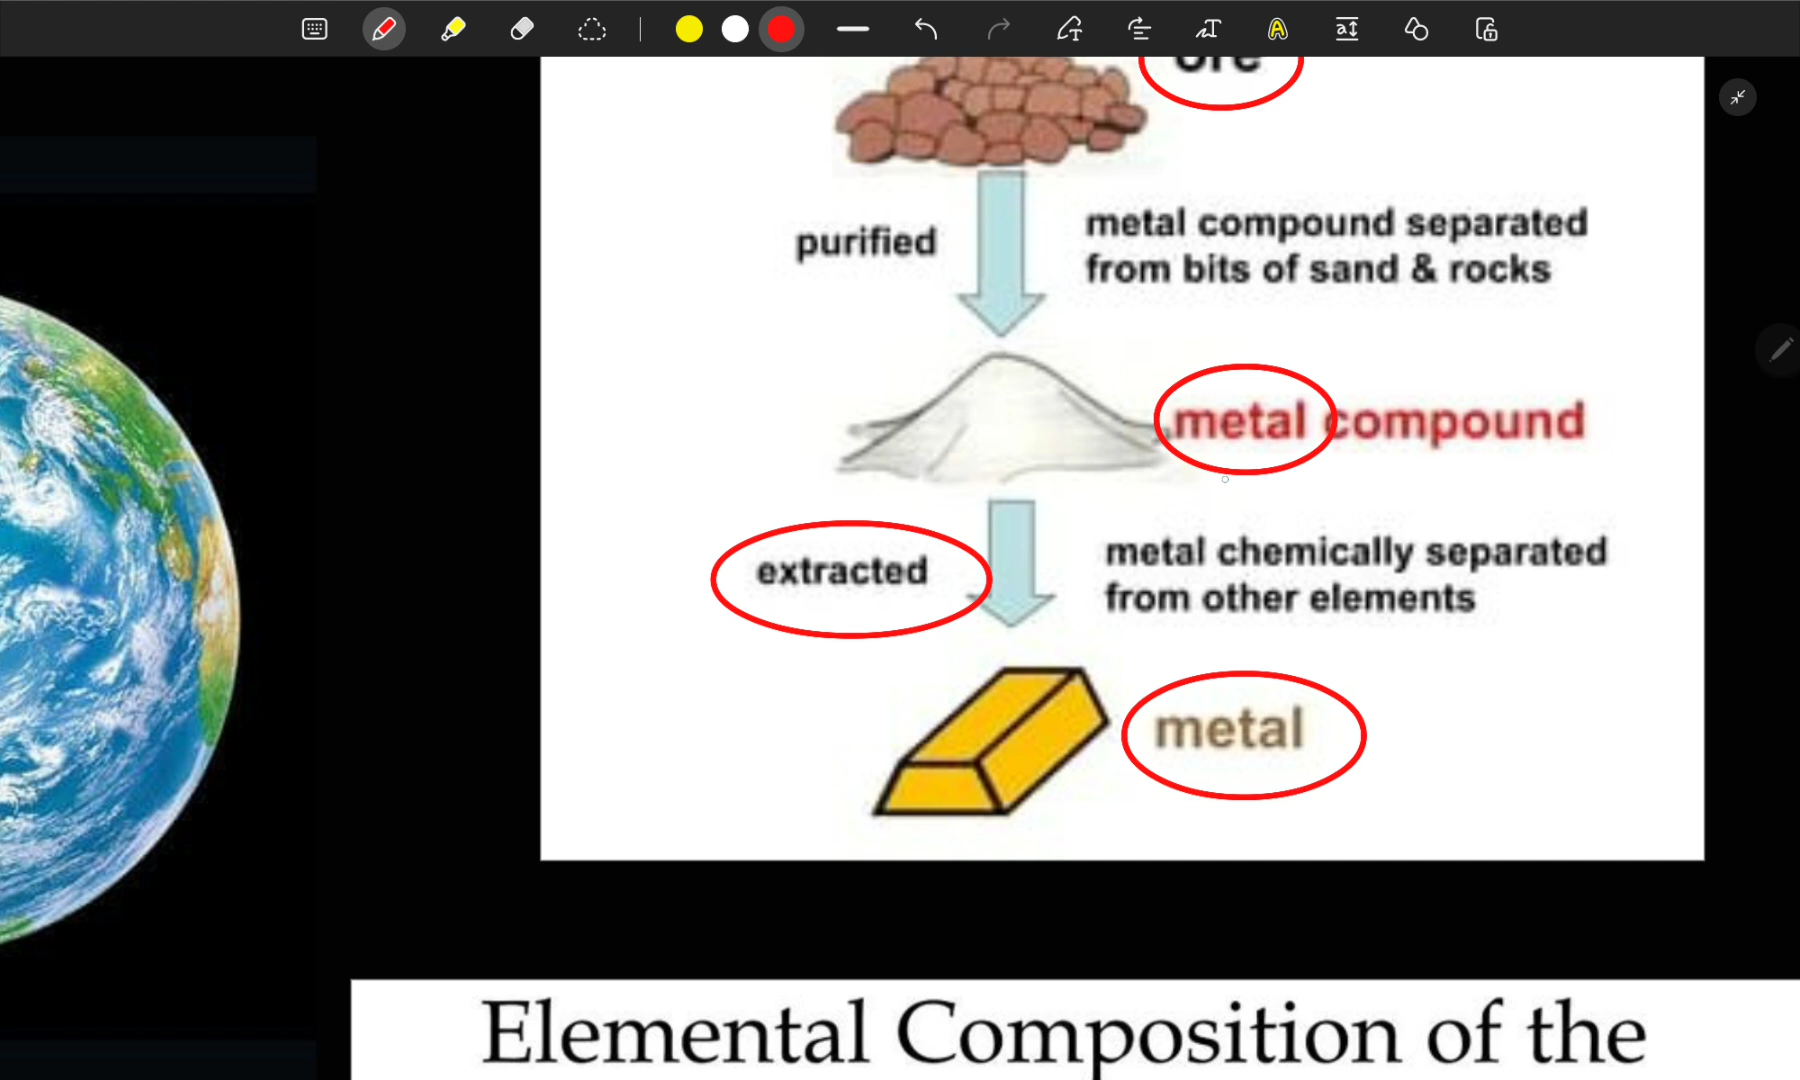 ore
purified
metal compound separated
from bits of sand & rocks
metal compound
extracted
metal chemically separated
from other elements
metal
Elemental Composition of the